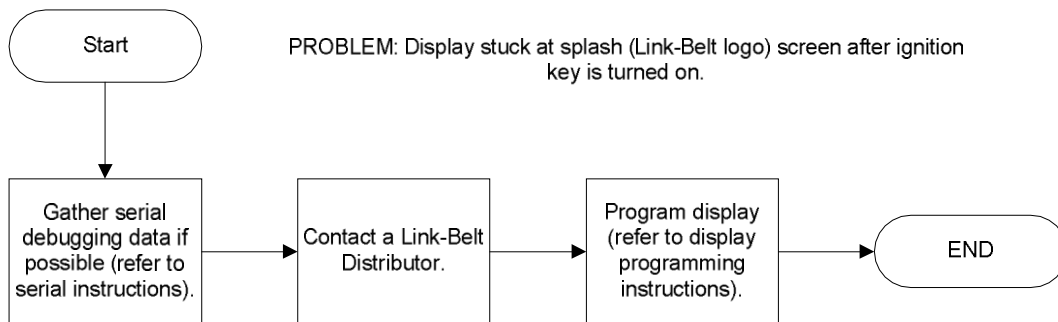 Start
PROBLEM: Display stuck at splash (Link-Belt logo) screen after ignition
key is turned on.
Gather serial
debugging data if
possible (refer to
serial instructions).
Contact a Link-Belt
Distributor.
Program display
(refer to display
programming
instructions).
END